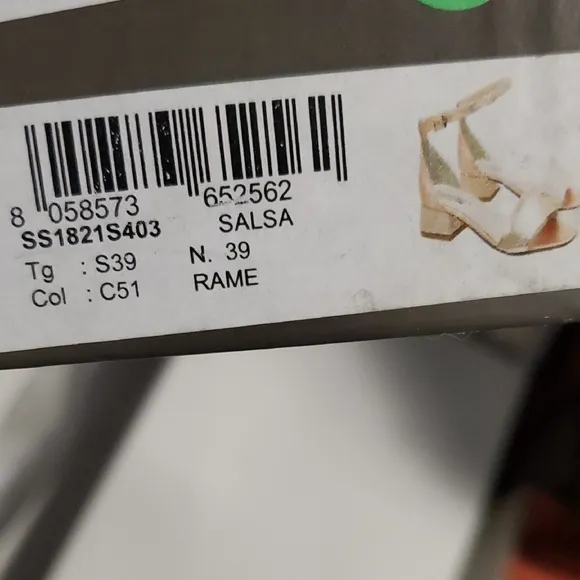 8 058573 652562
SS1821S403 SALSA
Tg : S39 N. 39
Col : C51 RAME